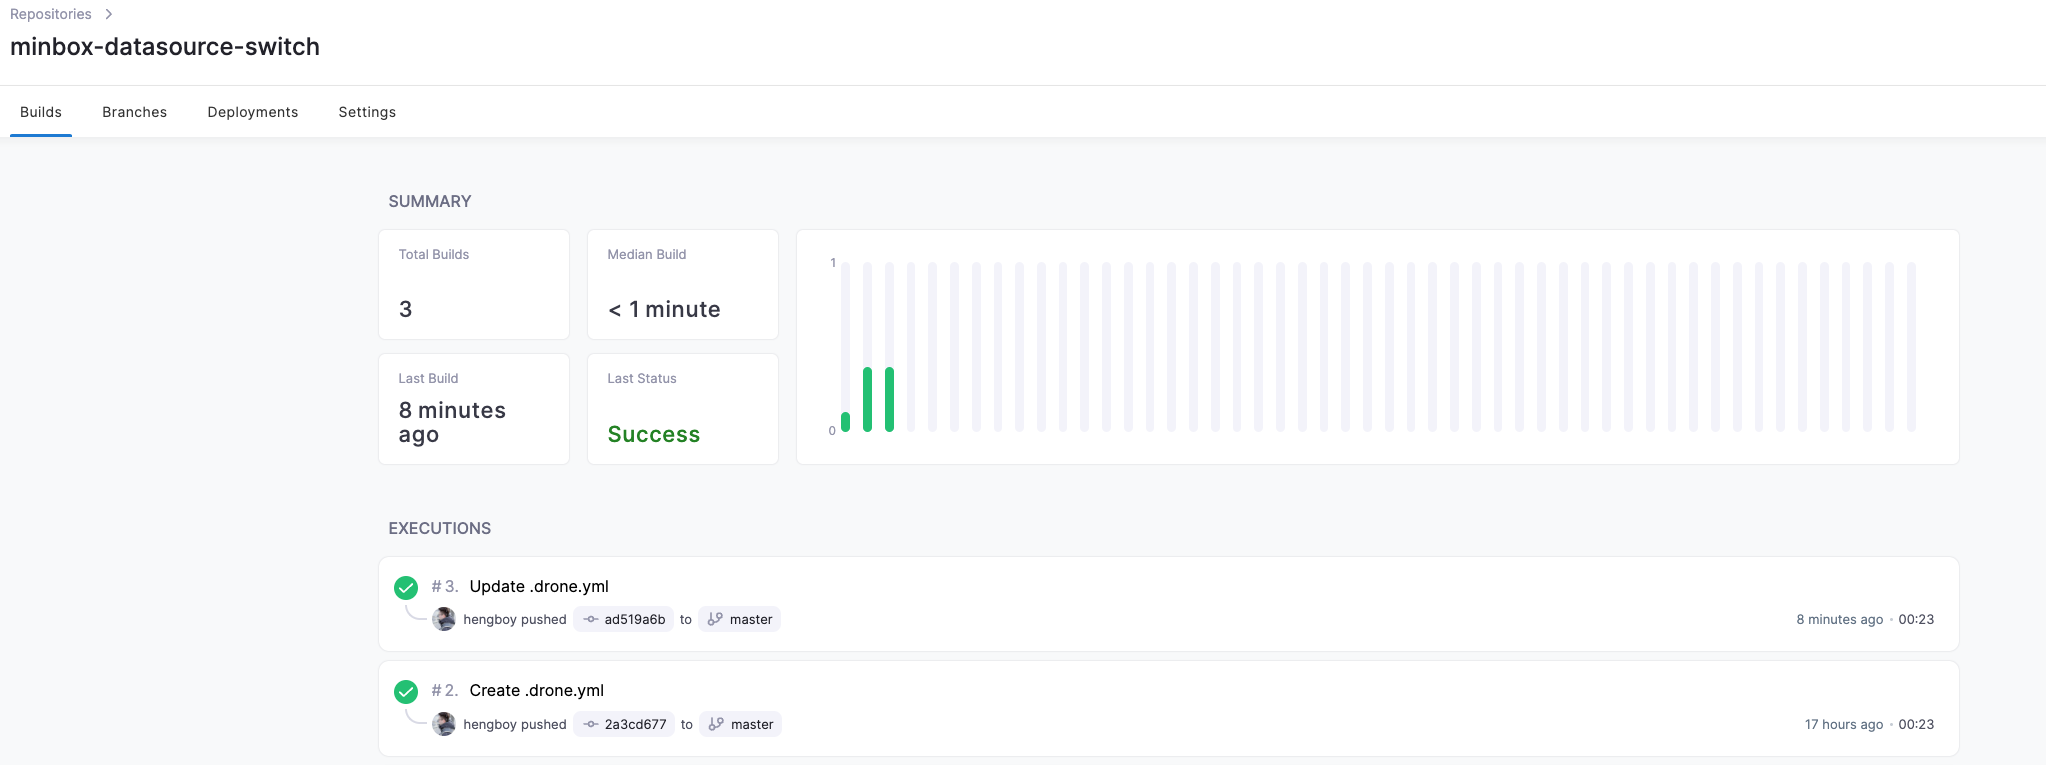 Repositories
minbox-datasource-switch
Builds Branches Deployments Settings
SUMMARY
Total Builds
3
Median Build
< 1 minute
Last Build
8 minutes
ago
Last Status
Success
1
0
EXECUTIONS
#3. Update .drone.yml
hengboy pushed ad519a6b to master 8 minutes ago • 00:23
#2. Create .drone.yml
hengboy pushed 2a3cd677 to master 17 hours ago • 00:23